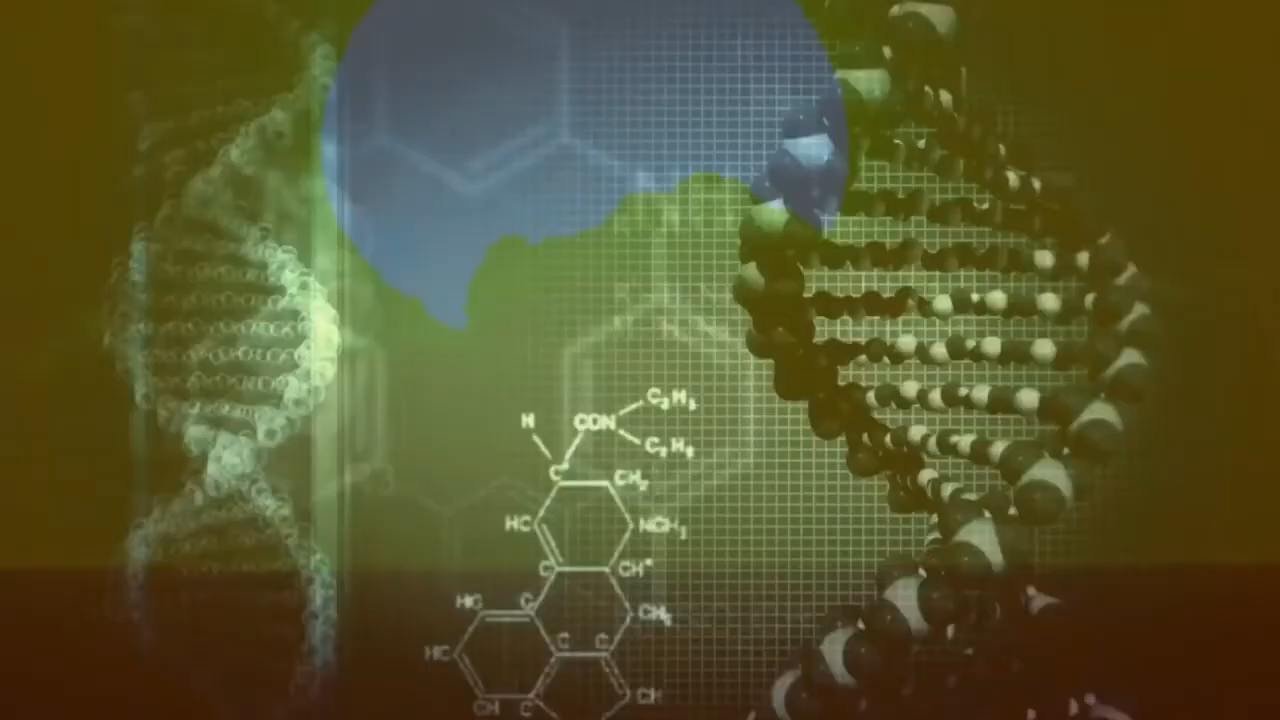 C₂H₅
H CON
C₂H₅
C CH₂
HC NCH₃
C CH*
HC C CH₂
C C
HC
CH
CH C